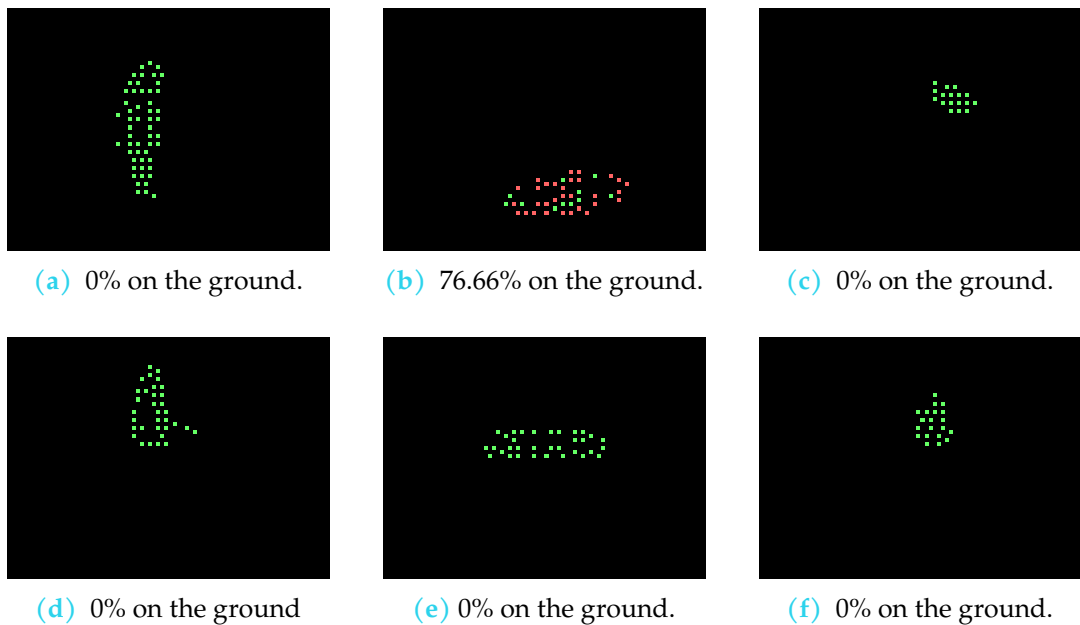 (a) 0% on the ground.
(b) 76.66% on the ground.
(c) 0% on the ground.
(d) 0% on the ground
(e) 0% on the ground.
(f) 0% on the ground.